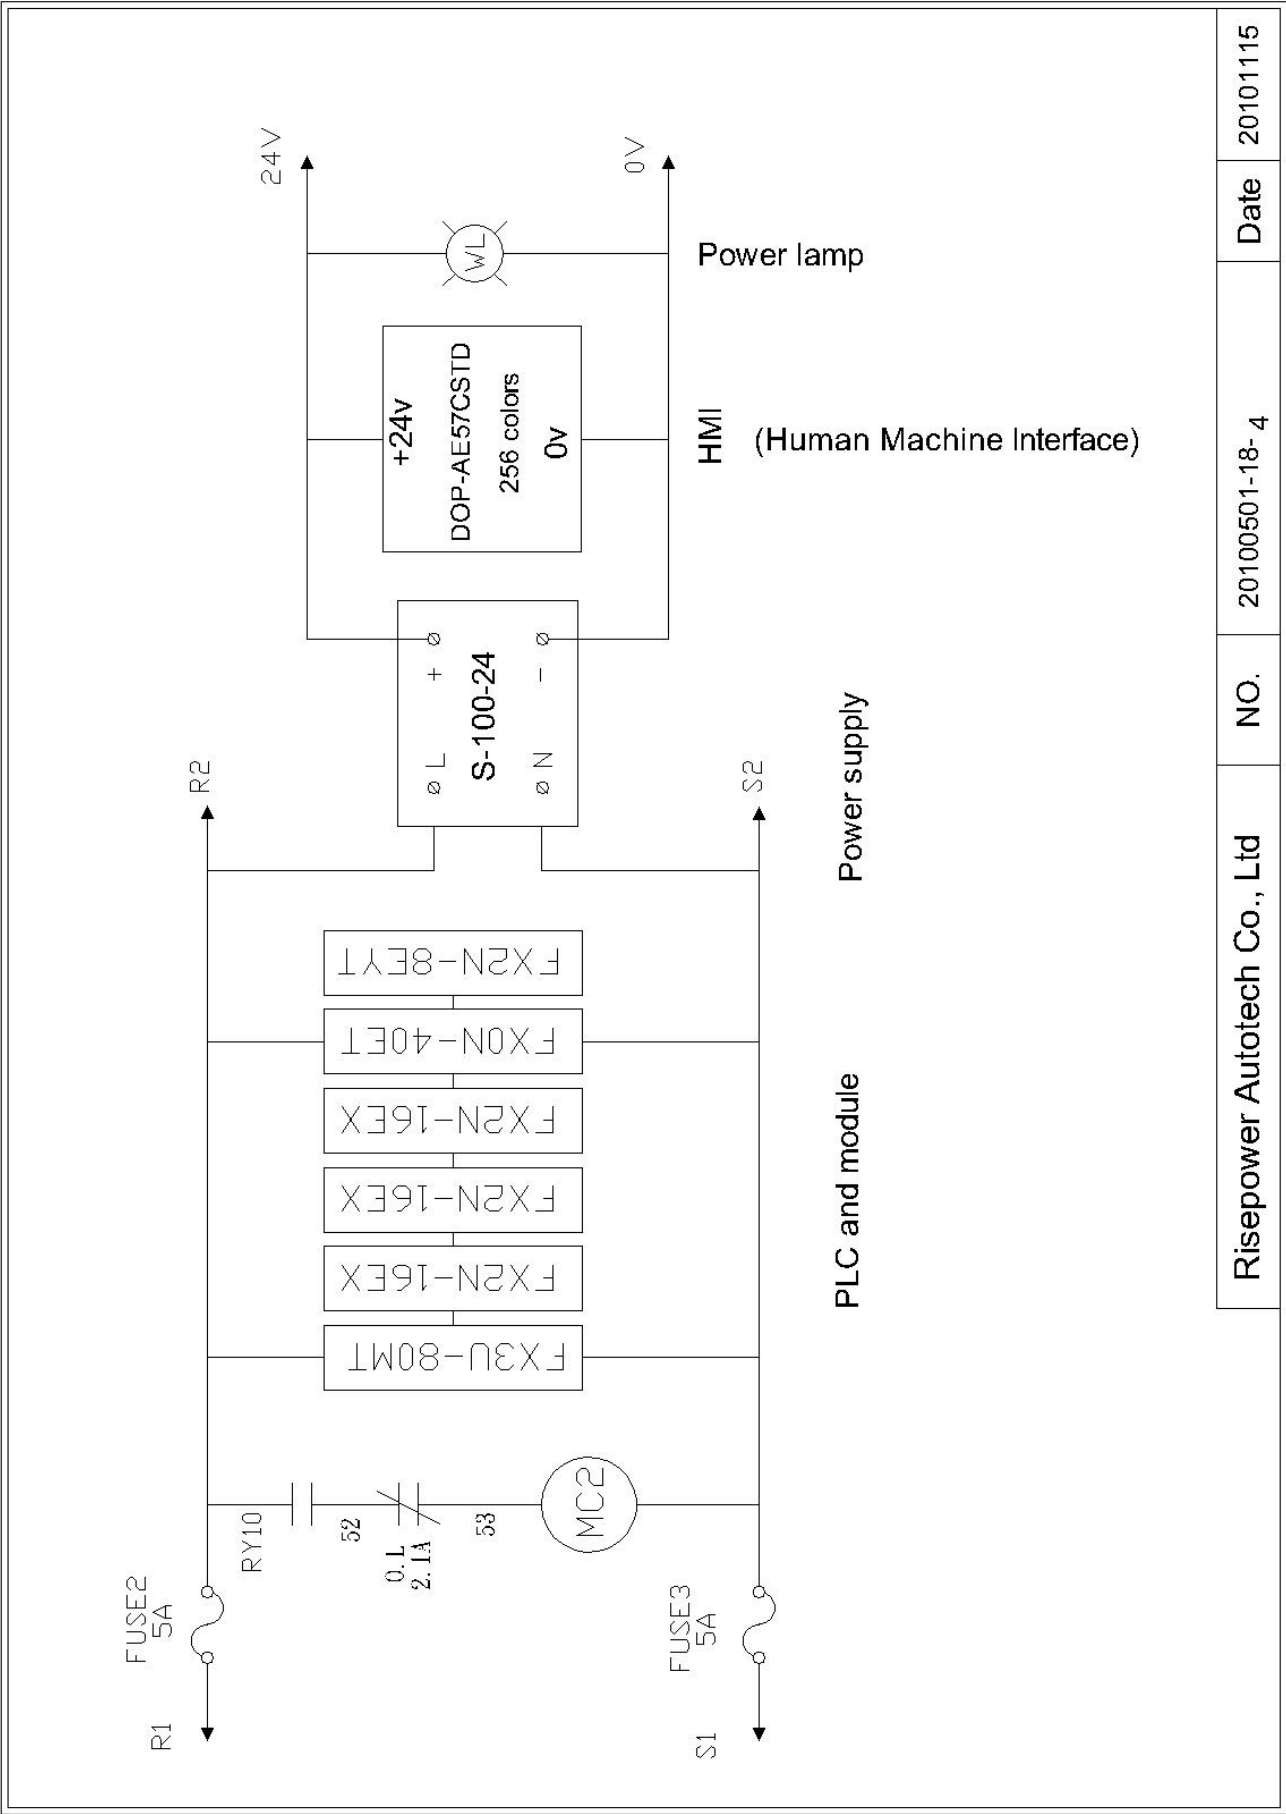 R1
FUSE2
5A
R2
24V
RY10
52
O.L
2.1A
53
MC2
FX3U-80MT
FX2N-16EX
FX2N-16EX
FX2N-16EX
FX0N-40ET
FX2N-8EYT
L +
S-100-24
N -
+24v
DOP-AE57CSTD
256 colors
0v
WL
0V
S1
FUSE3
5A
S2
PLC and module
Power supply
HMI
(Human Machine Interface)
Power lamp
Risepower Autotech Co., Ltd NO. 20100501-18-4 Date 20101115